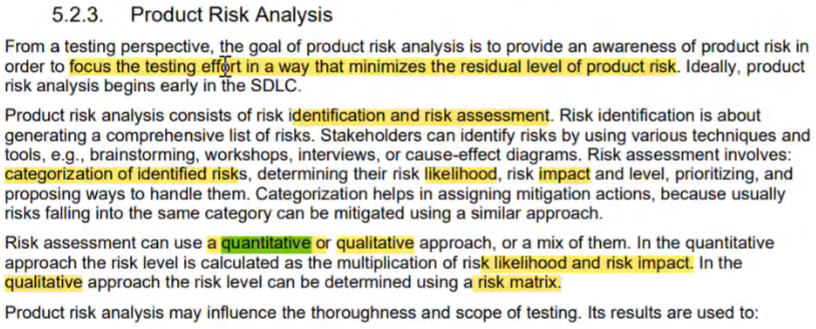 5.2.3. Product Risk Analysis
From a testing perspective, the goal of product risk analysis is to provide an awareness of product risk in
order to focus the testing effort in a way that minimizes the residual level of product risk. Ideally, product
risk analysis begins early in the SDLC.
Product risk analysis consists of risk identification and risk assessment. Risk identification is about
generating a comprehensive list of risks. Stakeholders can identify risks by using various techniques and
tools, e.g., brainstorming, workshops, interviews, or cause-effect diagrams. Risk assessment involves:
categorization of identified risks, determining their risk likelihood, risk impact and level, prioritizing, and
proposing ways to handle them. Categorization helps in assigning mitigation actions, because usually
risks falling into the same category can be mitigated using a similar approach.
Risk assessment can use a quantitative or qualitative approach, or a mix of them. In the quantitative
approach the risk level is calculated as the multiplication of risk likelihood and risk impact. In the
qualitative approach the risk level can be determined using a risk matrix.
Product risk analysis may influence the thoroughness and scope of testing. Its results are used to: